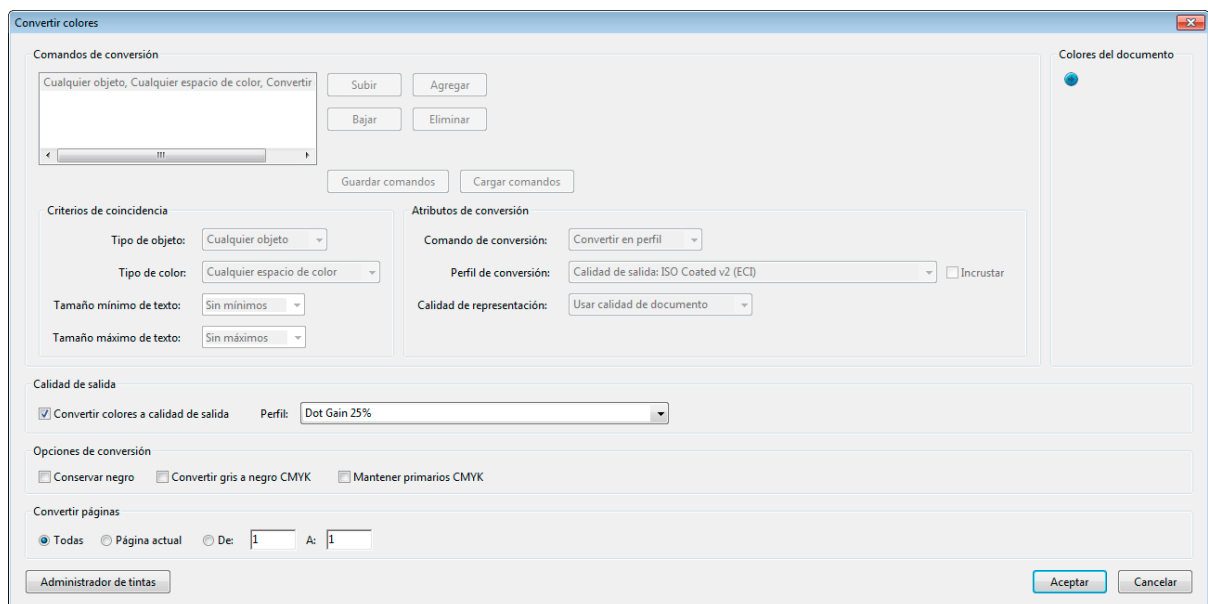 Convertir colores
Comandos de conversión
Colores del documento
Cualquier objeto, Cualquier espacio de color, Convertir
Subir
Agregar
Bajar
Eliminar
Guardar comandos
Cargar comandos
Criterios de coincidencia
Atributos de conversión
Tipo de objeto: Cualquier objeto
Comando de conversión: Convertir en perfil
Tipo de color: Cualquier espacio de color
Perfil de conversión: Calidad de salida: ISO Coated v2 (ECI)
Incrustar
Tamaño mínimo de texto: Sin mínimos
Calidad de representación: Usar calidad de documento
Tamaño máximo de texto: Sin máximos
Calidad de salida
Convertir colores a calidad de salida Perfil: Dot Gain 25%
Opciones de conversión
Conservar negro
Convertir gris a negro CMYK
Mantener primarios CMYK
Convertir páginas
Todas
Página actual
De: 1 A: 1
Administrador de tintas
Aceptar
Cancelar